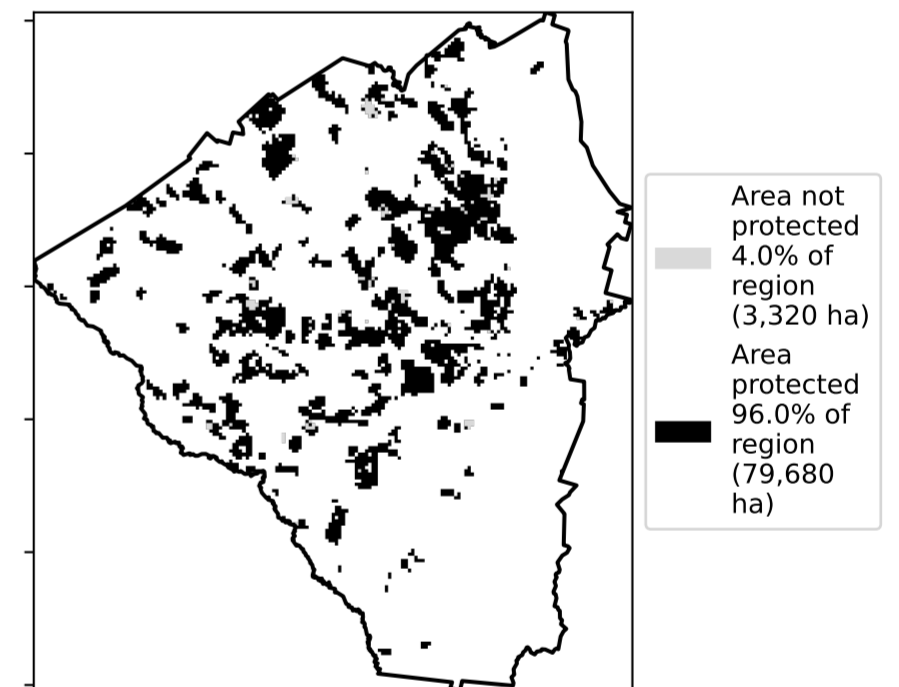 Area not
protected
4.0% of
region
(3,320 ha)
Area
protected
96.0% of
region
(79,680
ha)